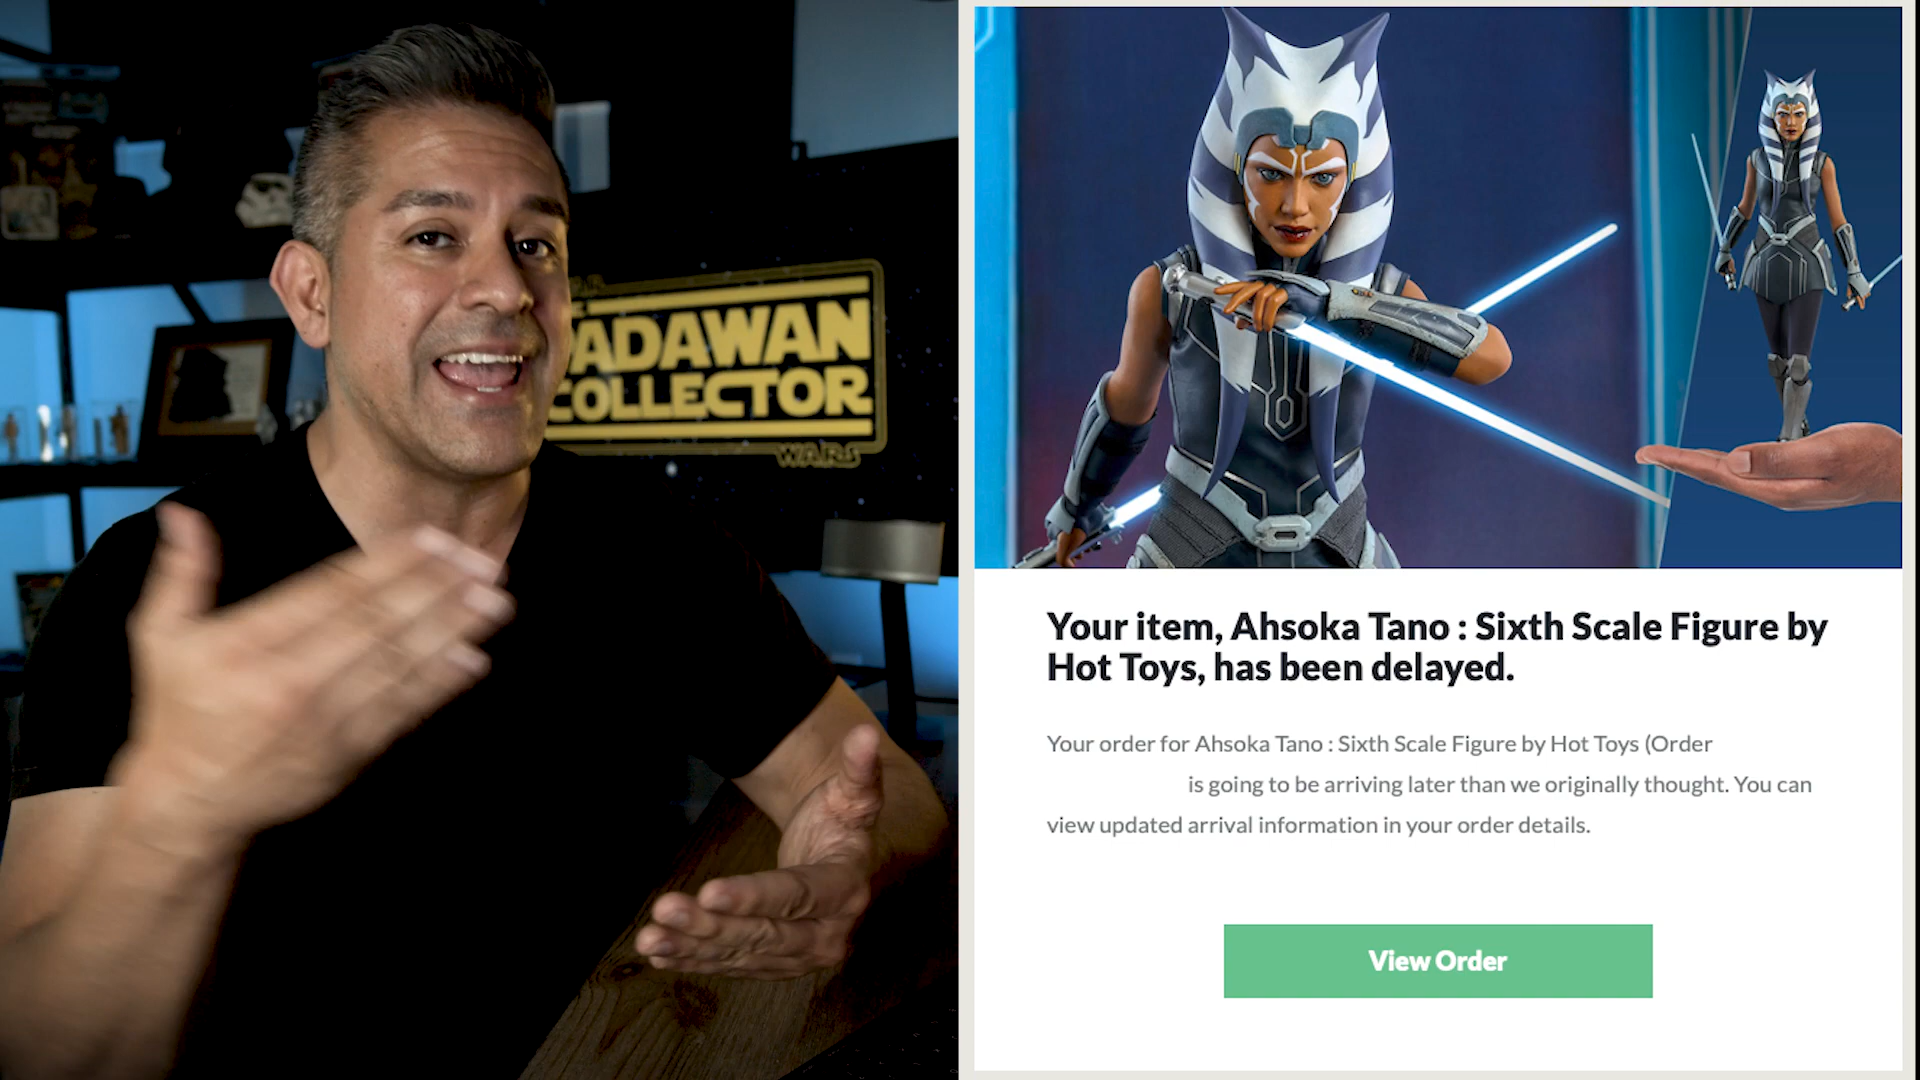 PADAWAN
COLLECTOR
WARS
Your item, Ahsoka Tano : Sixth Scale Figure by
Hot Toys, has been delayed.
Your order for Ahsoka Tano : Sixth Scale Figure by Hot Toys (Order
is going to be arriving later than we originally thought. You can
view updated arrival information in your order details.
View Order